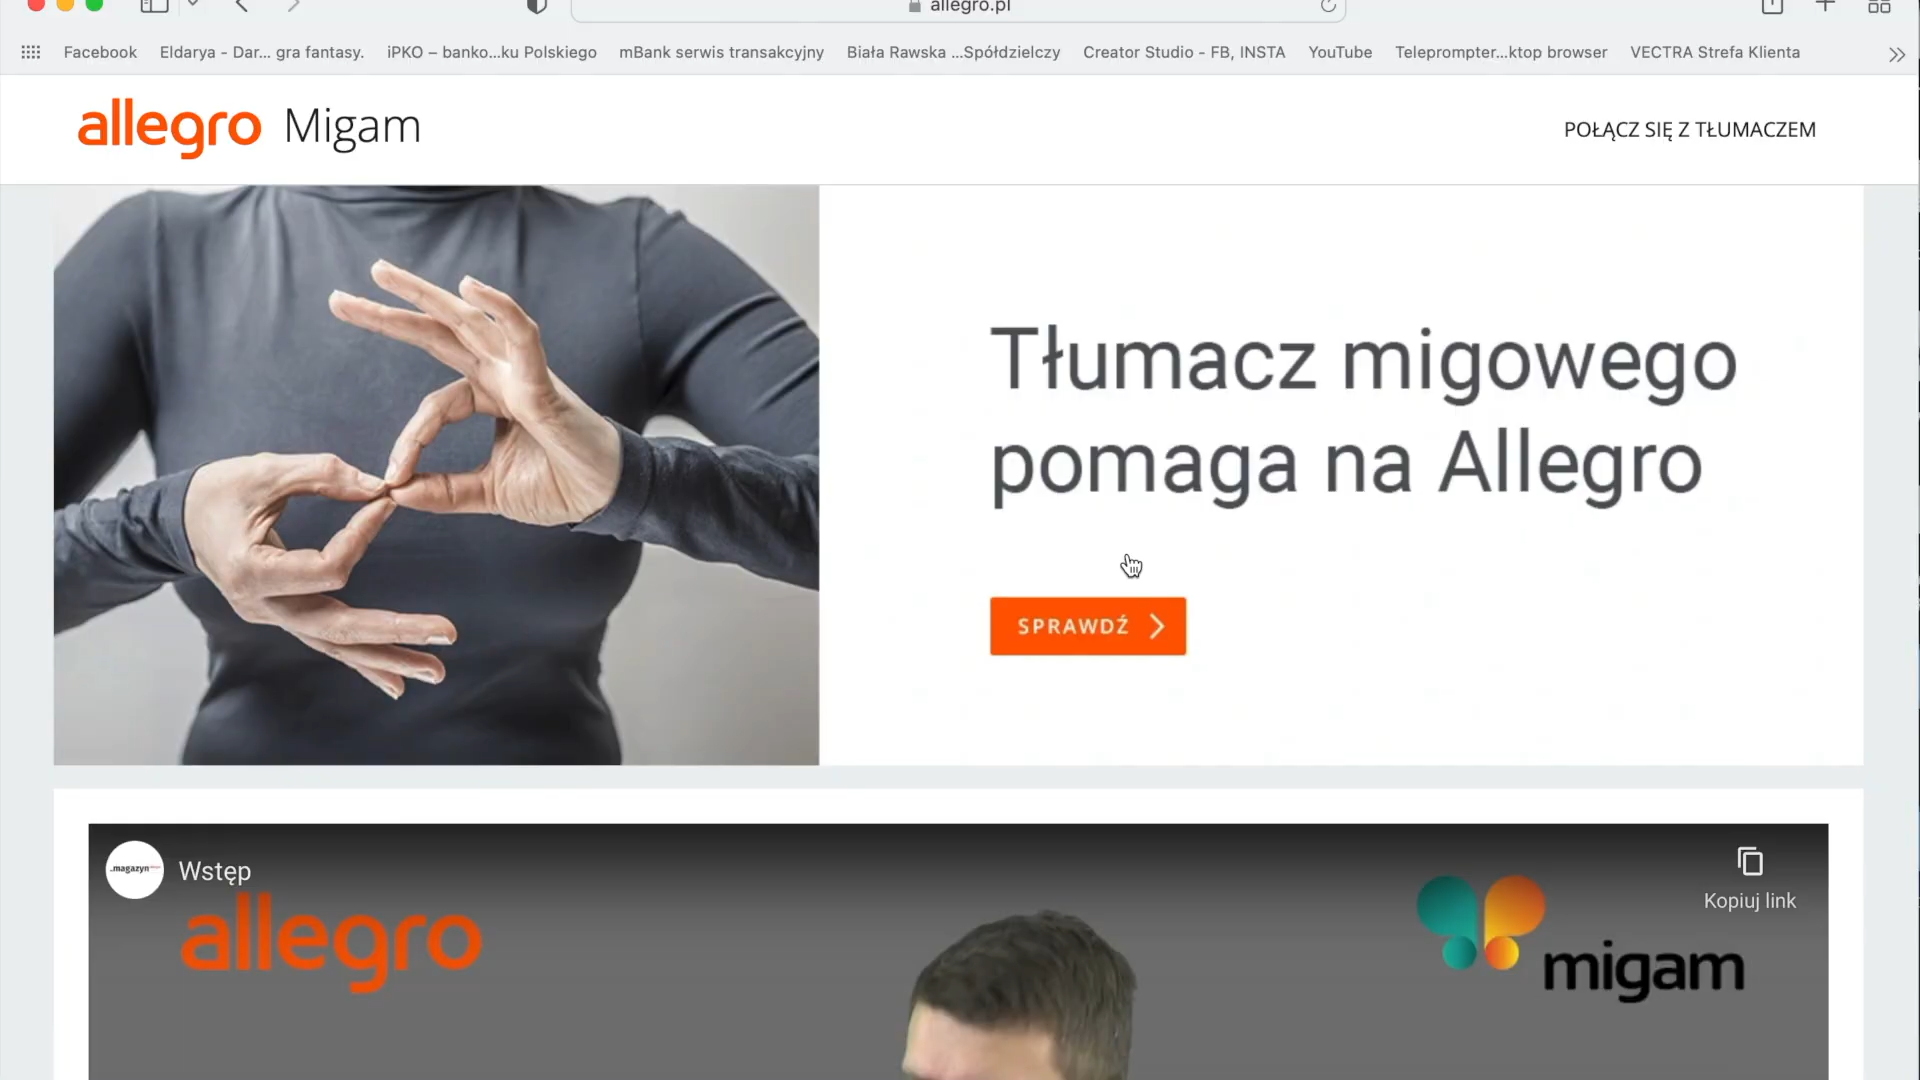 allegro.pl
Facebook
Eldarya - Dar... gra fantasy.
iPKO – banko...ku Polskiego
mBank serwis transakcyjny
Biała Rawska ...Spółdzielczy
Creator Studio - FB, INSTA
YouTube
Teleprompter...ktop browser
VECTRA Strefa Klienta
allegro Migam
POŁĄCZ SIĘ Z TŁUMACZEM
Tłumacz migowego
pomaga na Allegro
SPRAWDŹ
.magazyn
Wstęp
Kopiuj link
allegro
migam